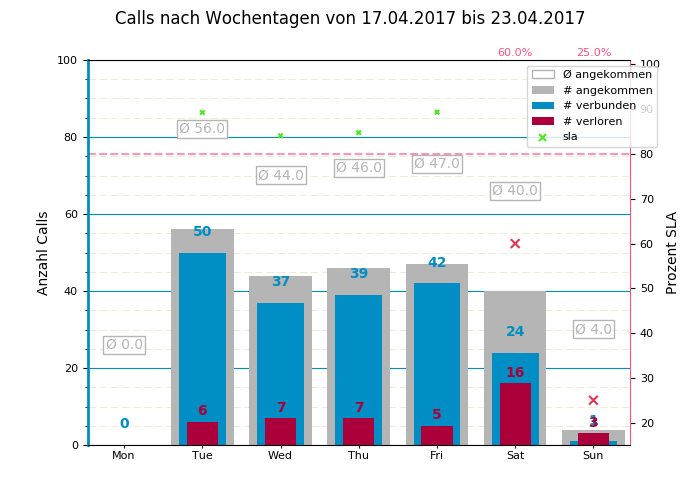 Calls nach Wochentagen von 17.04.2017 bis 23.04.2017
60.0% 25.0%
Ø angekommen
# angekommen
# verbunden
# verloren
sla
Anzahl Calls
100
80
60
40
20
0
Prozent SLA
100
90
80
70
60
50
40
30
20
Ø 0.0
Ø 56.0
Ø 44.0
Ø 46.0
Ø 47.0
Ø 40.0
Ø 4.0
0
50
37
39
42
24
6
7
7
5
16
3
Mon Tue Wed Thu Fri Sat Sun